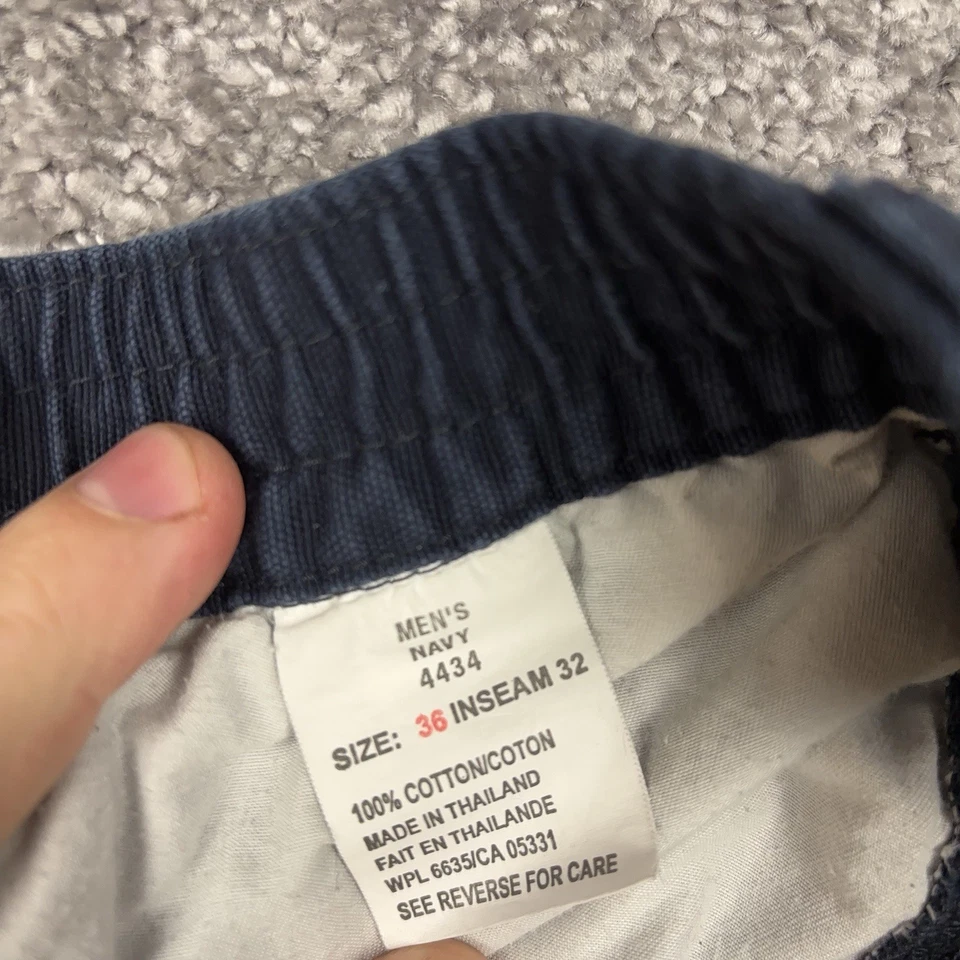 MEN'S
NAVY
4434
SIZE: 36 INSEAM 32
100% COTTON/COTON
MADE IN THAILAND
FAIT EN THAILANDE
WPL 6635/CA 05331
SEE REVERSE FOR CARE